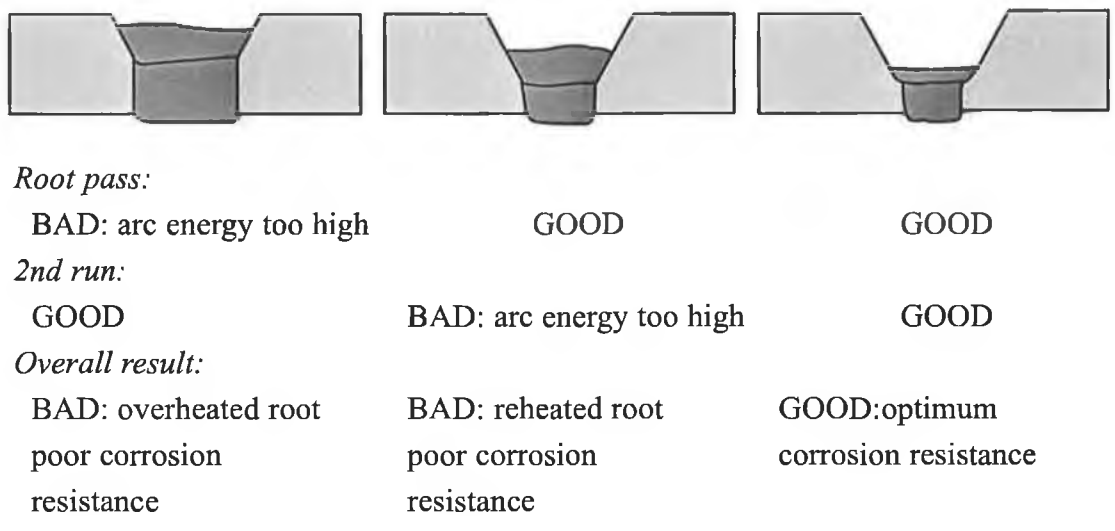 Root pass:
BAD: arc energy too high GOOD GOOD
2nd run:
GOOD BAD: arc energy too high GOOD
Overall result:
BAD: overheated root BAD: reheated root GOOD:optimum
poor corrosion poor corrosion corrosion resistance
resistance resistance